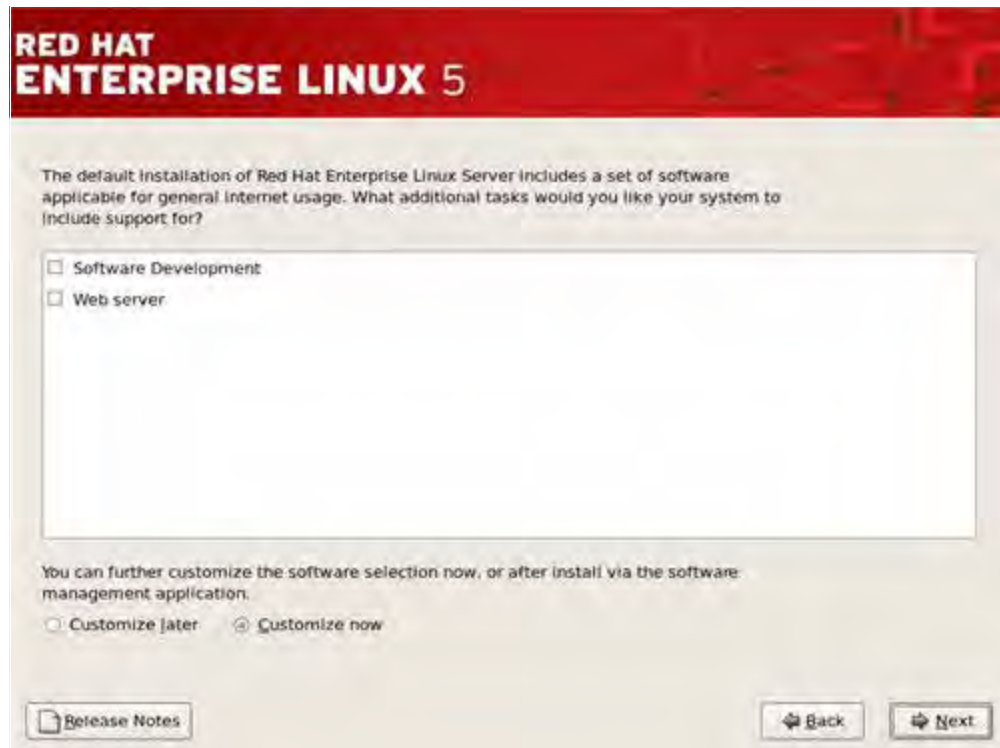 RED HAT
ENTERPRISE LINUX 5
The default installation of Red Hat Enterprise Linux Server includes a set of software
applicable for general internet usage. What additional tasks would you like your system to
include support for?
Software Development
Web server
You can further customize the software selection now, or after install via the software
management application.
Customize later Customize now
Release Notes Back Next